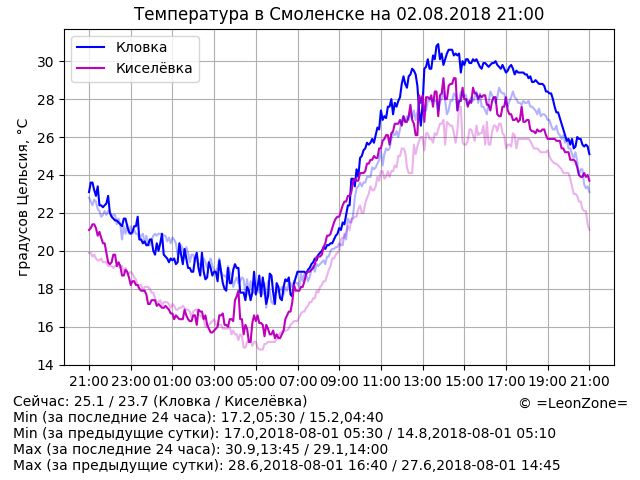 Температура в Смоленске на 02.08.2018 21:00
Кловка
Киселёвка
градусов Цельсия, °C
30
28
26
24
22
20
18
16
14
21:00 23:00 01:00 03:00 05:00 07:00 09:00 11:00 13:00 15:00 17:00 19:00 21:00
Сейчас: 25.1 / 23.7 (Кловка / Киселёвка)
© =LeonZone=
Min (за последние 24 часа): 17.2,05:30 / 15.2,04:40
Min (за предыдущие сутки): 17.0,2018-08-01 05:30 / 14.8,2018-08-01 05:10
Max (за последние 24 часа): 30.9,13:45 / 29.1,14:00
Max (за предыдущие сутки): 28.6,2018-08-01 16:40 / 27.6,2018-08-01 14:45